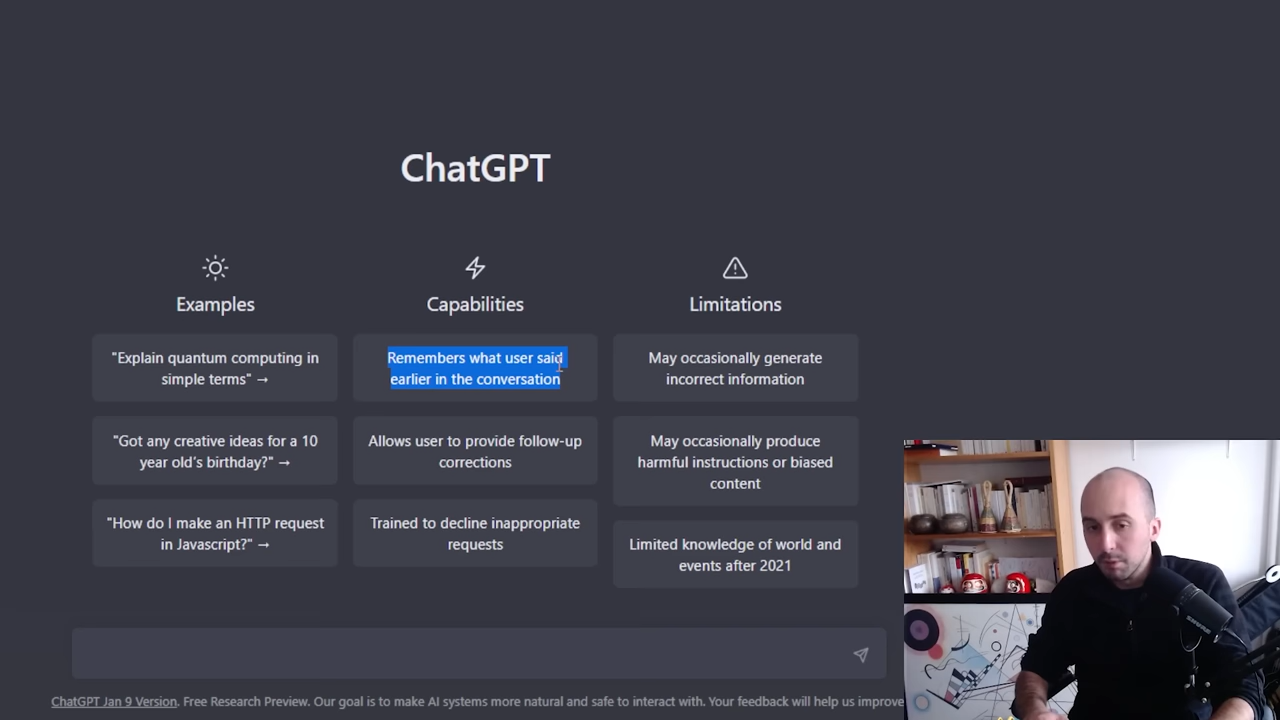 ChatGPT
Examples
"Explain quantum computing in
simple terms" →
"Got any creative ideas for a 10
year old's birthday?" →
"How do I make an HTTP request
in Javascript?" →
Capabilities
Remembers what user said
earlier in the conversation
Allows user to provide follow-up
corrections
Trained to decline inappropriate
requests
Limitations
May occasionally generate
incorrect information
May occasionally produce
harmful instructions or biased
content
Limited knowledge of world and
events after 2021
ChatGPT Jan 9 Version. Free Research Preview. Our goal is to make AI systems more natural and safe to interact with. Your feedback will help us improve
SHURE